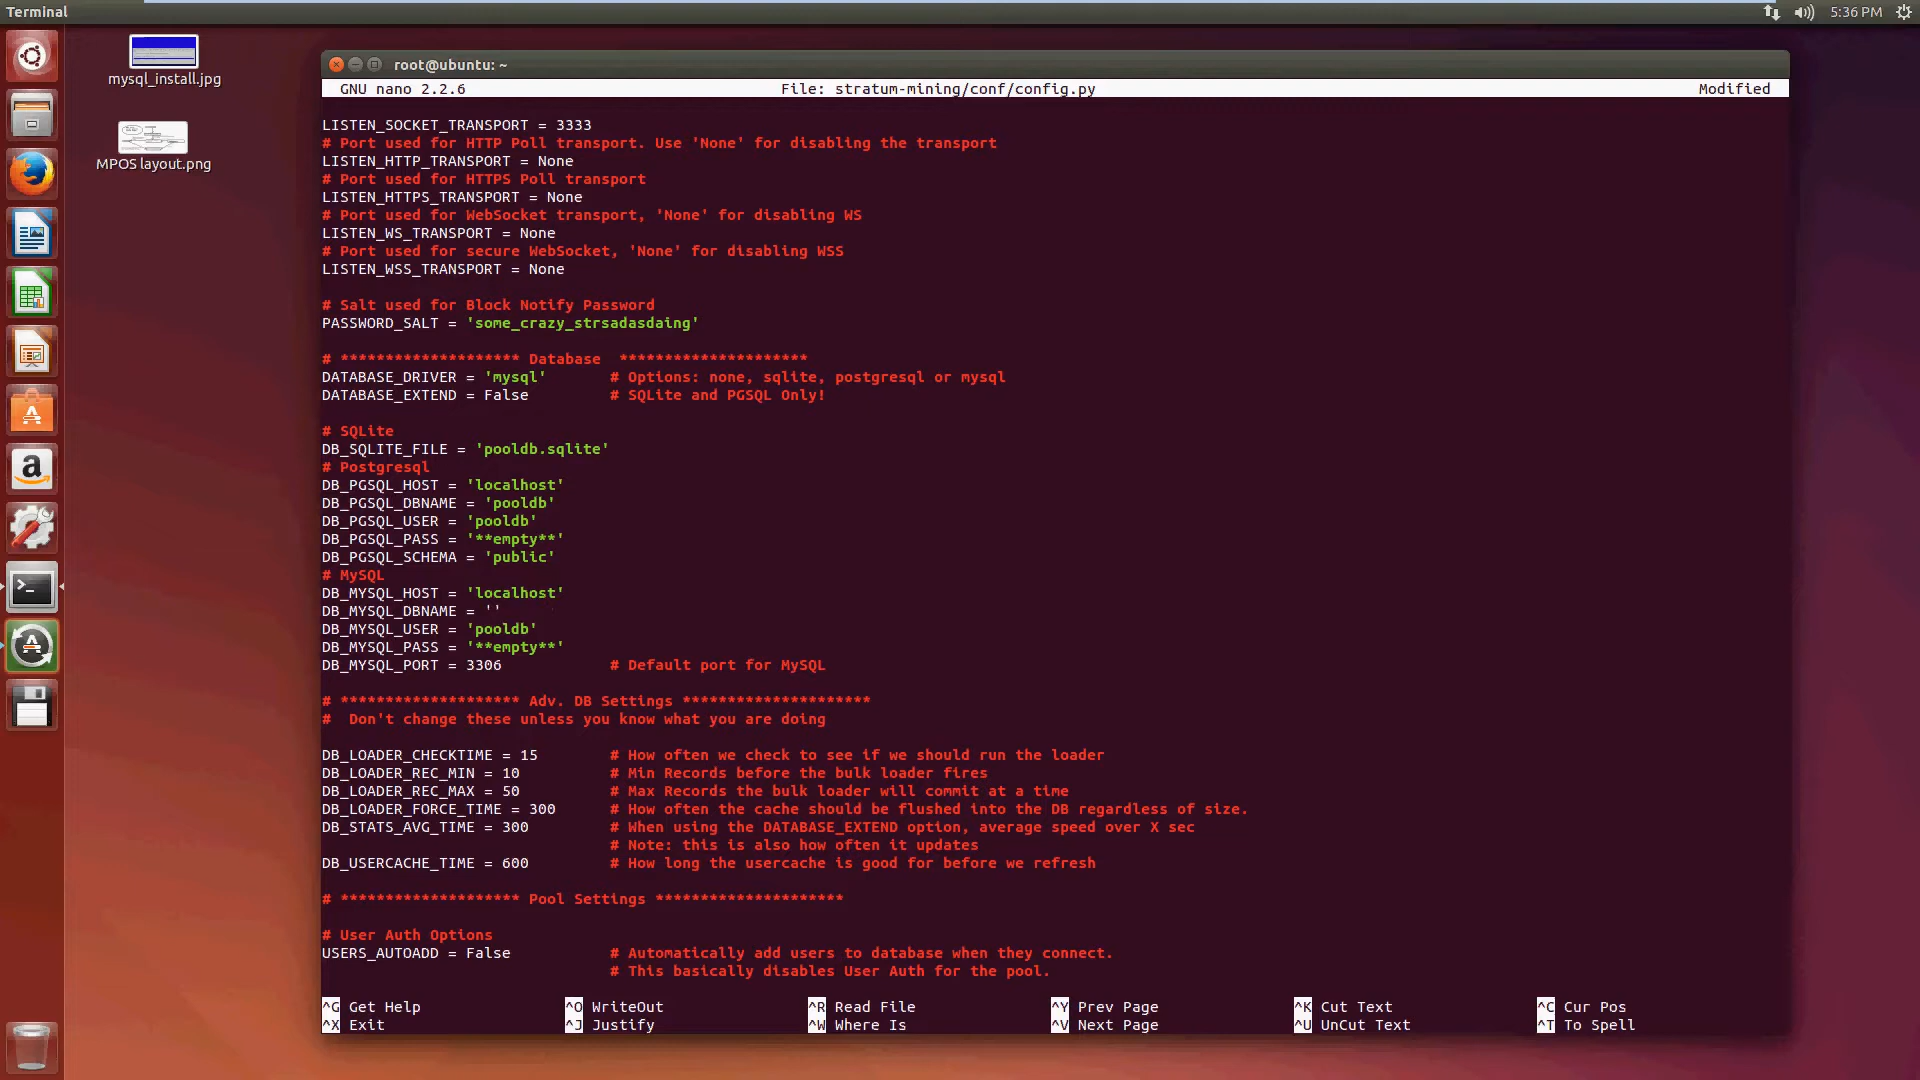 Terminal
5:36 PM
mysql_install.jpg
MPOS layout.png
root@ubuntu: ~
GNU nano 2.2.6 File: stratum-mining/conf/config.py Modified
LISTEN_SOCKET_TRANSPORT = 3333
# Port used for HTTP Poll transport. Use 'None' for disabling the transport
LISTEN_HTTP_TRANSPORT = None
# Port used for HTTPS Poll transport
LISTEN_HTTPS_TRANSPORT = None
# Port used for WebSocket transport, 'None' for disabling WS
LISTEN_WS_TRANSPORT = None
# Port used for secure WebSocket, 'None' for disabling WSS
LISTEN_WSS_TRANSPORT = None
# Salt used for Block Notify Password
PASSWORD_SALT = 'some_crazy_strsadasdaing'
# ******************** Database  *********************
DATABASE_DRIVER = 'mysql' # Options: none, sqlite, postgresql or mysql
DATABASE_EXTEND = False # SQLite and PGSQL Only!
# SQLite
DB_SQLITE_FILE = 'pooldb.sqlite'
# Postgresql
DB_PGSQL_HOST = 'localhost'
DB_PGSQL_DBNAME = 'pooldb'
DB_PGSQL_USER = 'pooldb'
DB_PGSQL_PASS = '**empty**'
DB_PGSQL_SCHEMA = 'public'
# MySQL
DB_MYSQL_HOST = 'localhost'
DB_MYSQL_DBNAME = ''
DB_MYSQL_USER = 'pooldb'
DB_MYSQL_PASS = '**empty**'
DB_MYSQL_PORT = 3306 # Default port for MySQL
# ******************** Adv. DB Settings *********************
#  Don't change these unless you know what you are doing
DB_LOADER_CHECKTIME = 15 # How often we check to see if we should run the loader
DB_LOADER_REC_MIN = 10 # Min Records before the bulk loader fires
DB_LOADER_REC_MAX = 50 # Max Records the bulk loader will commit at a time
DB_LOADER_FORCE_TIME = 300 # How often the cache should be flushed into the DB regardless of size.
DB_STATS_AVG_TIME = 300 # When using the DATABASE_EXTEND option, average speed over X sec
# Note: this is also how often it updates
DB_USERCACHE_TIME = 600 # How long the usercache is good for before we refresh
# ******************** Pool Settings *********************
# User Auth Options
USERS_AUTOADD = False # Automatically add users to database when they connect.
# This basically disables User Auth for the pool.
^G Get Help ^O WriteOut ^R Read File ^Y Prev Page ^K Cut Text ^C Cur Pos
^X Exit ^J Justify ^W Where Is ^V Next Page ^U UnCut Text ^T To Spell